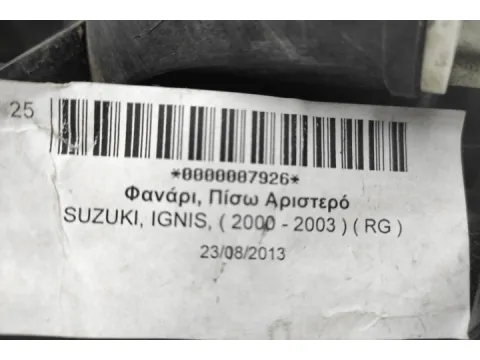 25
*0000007926*
Φανάρι, Πίσω Αριστερό
SUZUKI, IGNIS, ( 2000 - 2003 ) ( RG )
23/08/2013